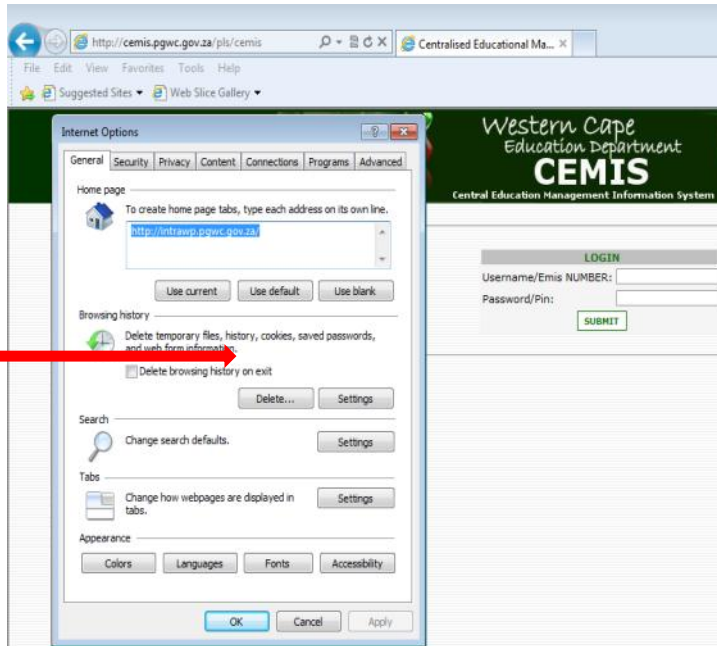 http://cemis.pgwc.gov.za/pls/cemis
Centralised Educational Ma...
File Edit View Favorites Tools Help
Suggested Sites
Web Slice Gallery
Internet Options
General Security Privacy Content Connections Programs Advanced
Home page
To create home page tabs, type each address on its own line.
http://intrawp.pgwc.gov.za/
Use current Use default Use blank
Browsing history
Delete temporary files, history, cookies, saved passwords,
and web form information.
Delete browsing history on exit
Delete... Settings
Search
Change search defaults.
Settings
Tabs
Change how webpages are displayed in
tabs.
Settings
Appearance
Colors Languages Fonts Accessibility
OK Cancel Apply
Western Cape
Education Department
CEMIS
Central Education Management Information System
LOGIN
Username/Emis NUMBER:
Password/Pin:
SUBMIT